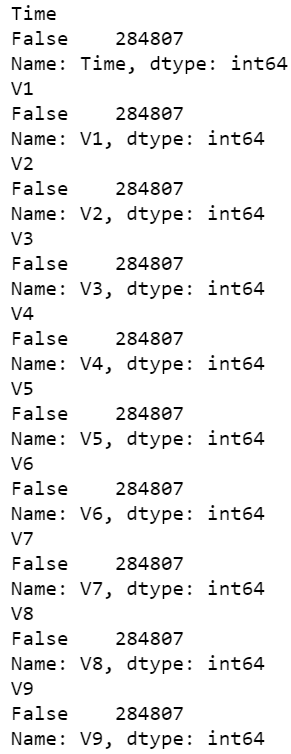 Time
False    284807
Name: Time, dtype: int64
V1
False    284807
Name: V1, dtype: int64
V2
False    284807
Name: V2, dtype: int64
V3
False    284807
Name: V3, dtype: int64
V4
False    284807
Name: V4, dtype: int64
V5
False    284807
Name: V5, dtype: int64
V6
False    284807
Name: V6, dtype: int64
V7
False    284807
Name: V7, dtype: int64
V8
False    284807
Name: V8, dtype: int64
V9
False    284807
Name: V9, dtype: int64